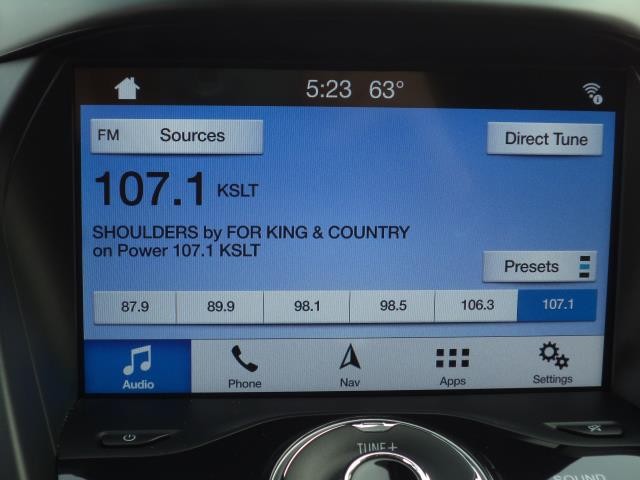 5:23 63°
FM Sources
Direct Tune
107.1 KSLT
SHOULDERS by FOR KING & COUNTRY
on Power 107.1 KSLT
Presets
87.9 89.9 98.1 98.5 106.3 107.1
Audio Phone Nav Apps Settings
TUNE+
SOUND